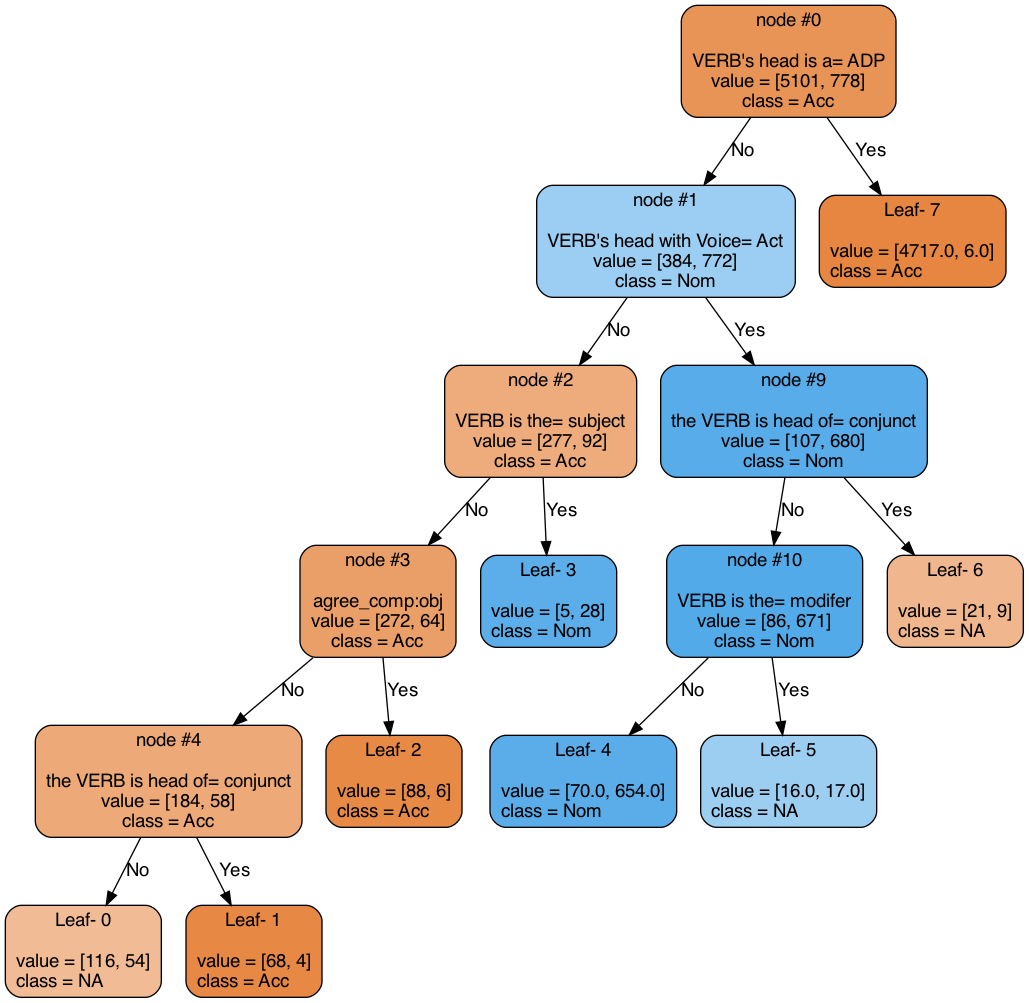 node #0
VERB's head is a= ADP
value = [5101, 778]
class = Acc
No
Yes
node #1
VERB's head with Voice= Act
value = [384, 772]
class = Nom
Leaf- 7
value = [4717.0, 6.0]
class = Acc
No
Yes
node #2
VERB is the= subject
value = [277, 92]
class = Acc
node #9
the VERB is head of= conjunct
value = [107, 680]
class = Nom
No
Yes
No
Yes
node #3
agree_comp:obj
value = [272, 64]
class = Acc
Leaf- 3
value = [5, 28]
class = Nom
node #10
VERB is the= modifer
value = [86, 671]
class = Nom
Leaf- 6
value = [21, 9]
class = NA
No
Yes
No
Yes
node #4
the VERB is head of= conjunct
value = [184, 58]
class = Acc
Leaf- 2
value = [88, 6]
class = Acc
Leaf- 4
value = [70.0, 654.0]
class = Nom
Leaf- 5
value = [16.0, 17.0]
class = NA
No
Yes
Leaf- 0
value = [116, 54]
class = NA
Leaf- 1
value = [68, 4]
class = Acc